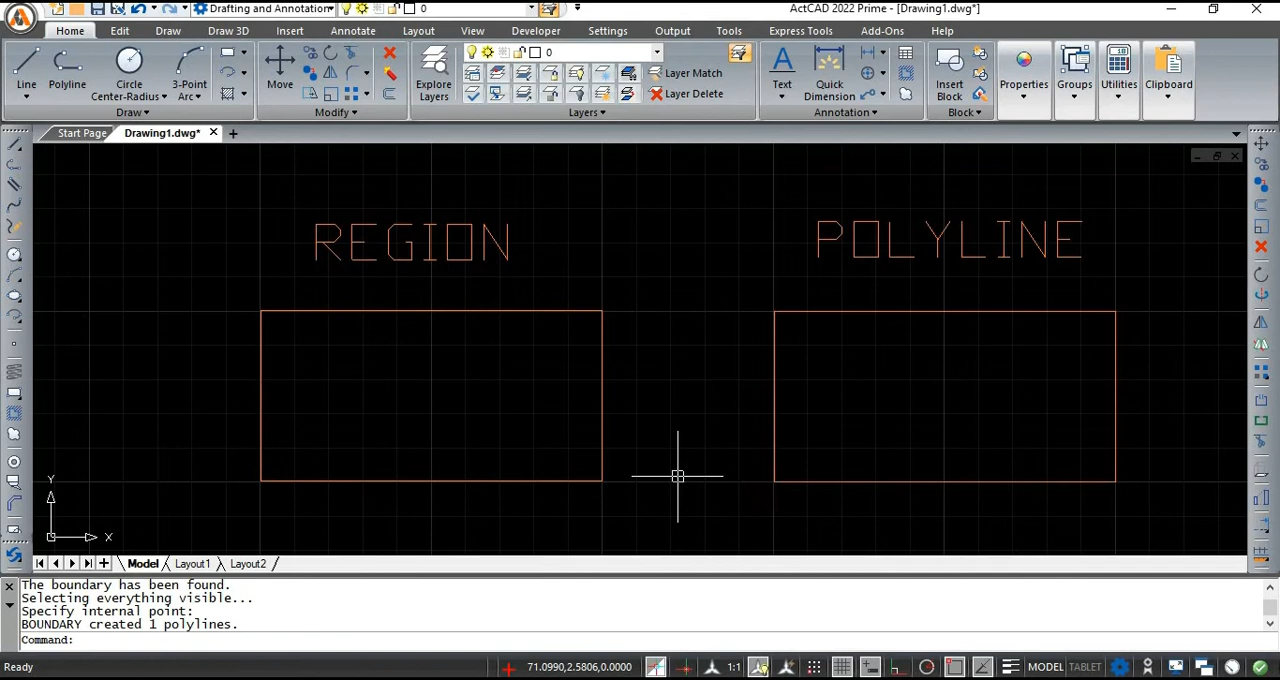 Drafting and Annotation
0
ActCAD 2022 Prime - [Drawing1.dwg*]
Home
Edit
Draw
Draw 3D
Insert
Annotate
Layout
View
Developer
Settings
Output
Tools
Express Tools
Add-Ons
Help
Line
Polyline
Circle
Center-Radius
3-Point
Arc
Move
Explore
Layers
0
Layer Match
Layer Delete
Text
Quick
Dimension
Insert
Block
Properties
Groups
Utilities
Clipboard
Draw
Modify
Layers
Annotation
Block
Start Page
Drawing1.dwg*
REGION
POLYLINE
Y
X
Model
Layout1
Layout2
The boundary has been found.
Selecting everything visible...
Specify internal point:
BOUNDARY created 1 polylines.
Command:
Ready
71.0990,2.5806,0.0000
1:1
MODEL
TABLET